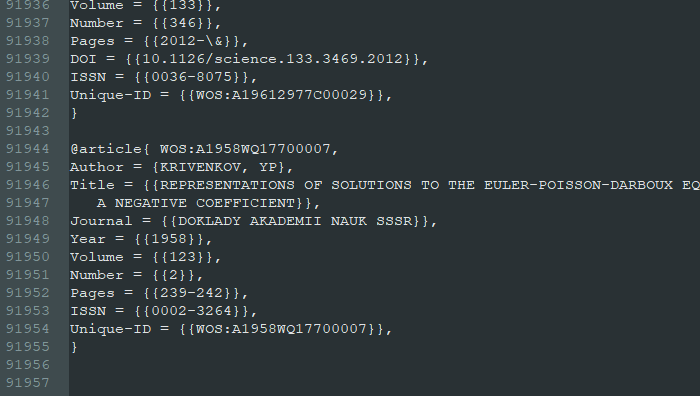 91936 Volume = {{133}},
91937 Number = {{346}},
91938 Pages = {{2012-\&}},
91939 DOI = {{10.1126/science.133.3469.2012}},
91940 ISSN = {{0036-8075}},
91941 Unique-ID = {{WOS:A19612977C00029}},
91942 }
91943
91944 @article{ WOS:A1958WQ17700007,
91945 Author = {KRIVENKOV, YP},
91946 Title = {{REPRESENTATIONS OF SOLUTIONS TO THE EULER-POISSON-DARBOUX EQ
91947 A NEGATIVE COEFFICIENT}},
91948 Journal = {{DOKLADY AKADEMII NAUK SSSR}},
91949 Year = {{1958}},
91950 Volume = {{123}},
91951 Number = {{2}},
91952 Pages = {{239-242}},
91953 ISSN = {{0002-3264}},
91954 Unique-ID = {{WOS:A1958WQ17700007}},
91955 }
91956
91957